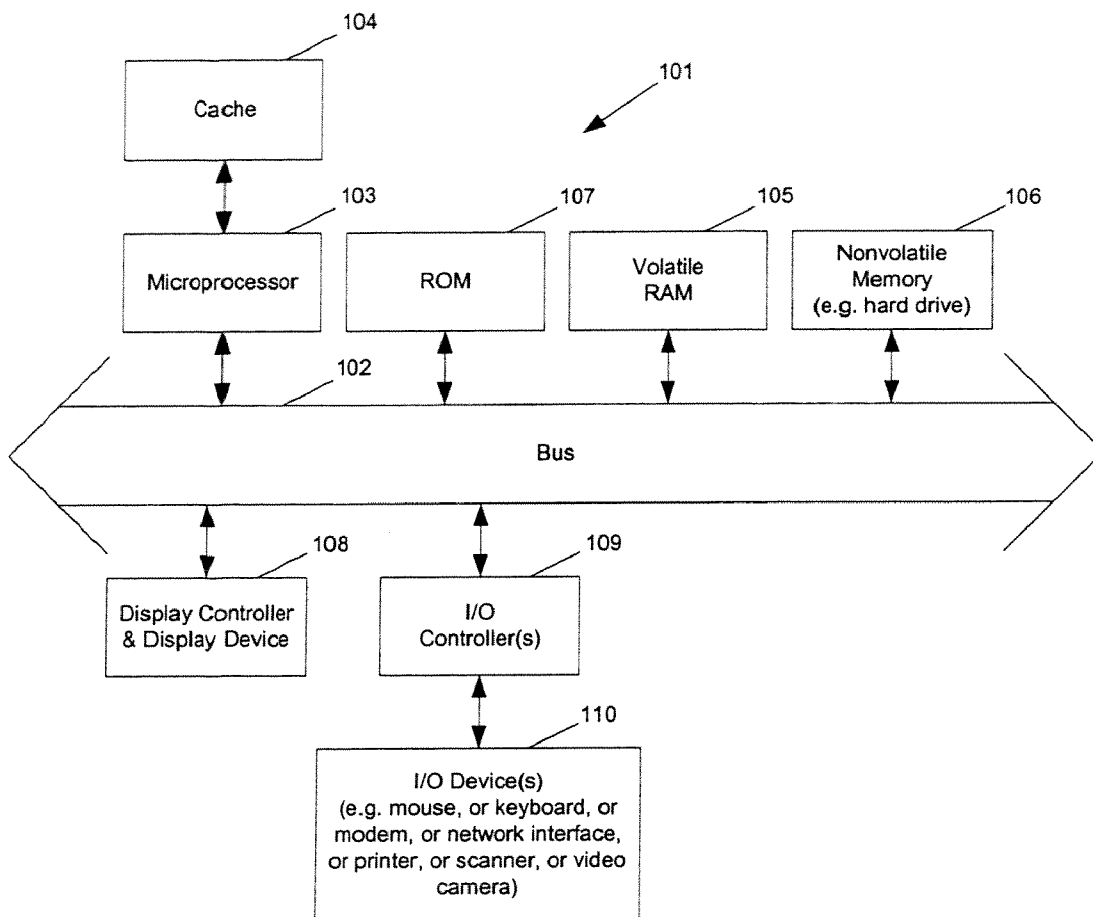 104
Cache
101
103
Microprocessor
107
ROM
105
Volatile
RAM
106
Nonvolatile
Memory
(e.g. hard drive)
102
Bus
108
Display Controller
& Display Device
109
I/O
Controller(s)
110
I/O Device(s)
(e.g. mouse, or keyboard, or
modem, or network interface,
or printer, or scanner, or video
camera)